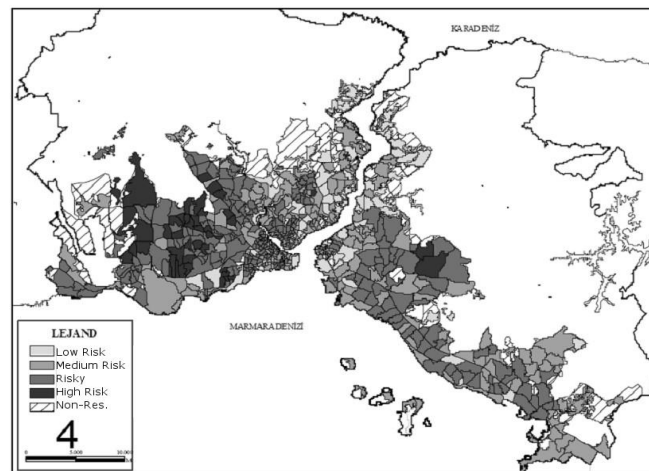 KARADENİZ
MARMARADENİZİ
LEJAND
Low Risk
Medium Risk
Risky
High Risk
Non-Res.
4
0 5.000 10.000